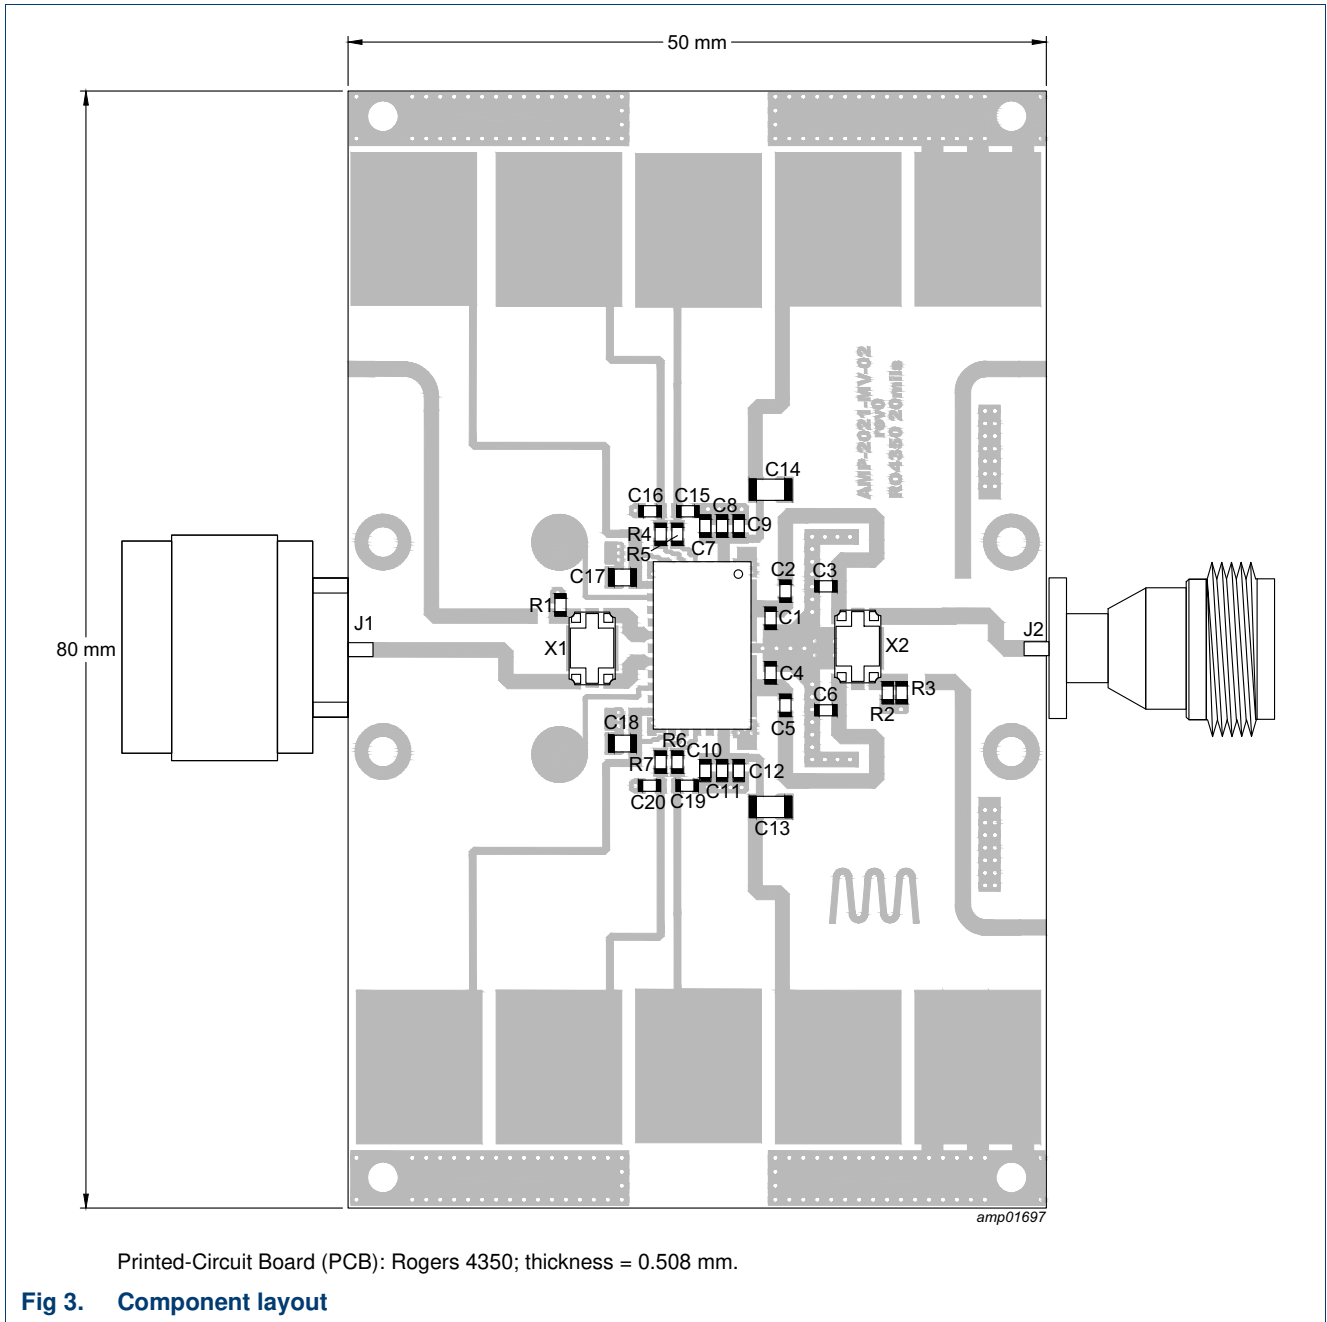 50 mm
80 mm
AMP-2021-MV-02
rev0
RO4350 20mils
C14
C16
C15
C8
R4
C9
R5
C7
C17
C2
C3
R1
C1
J1
X1
X2
J2
C4
R3
R2
C6
C5
C18
R6
R7
C10
C12
C11
C20
C19
C13
amp01697
Printed-Circuit Board (PCB): Rogers 4350; thickness = 0.508 mm.
Fig 3. Component layout